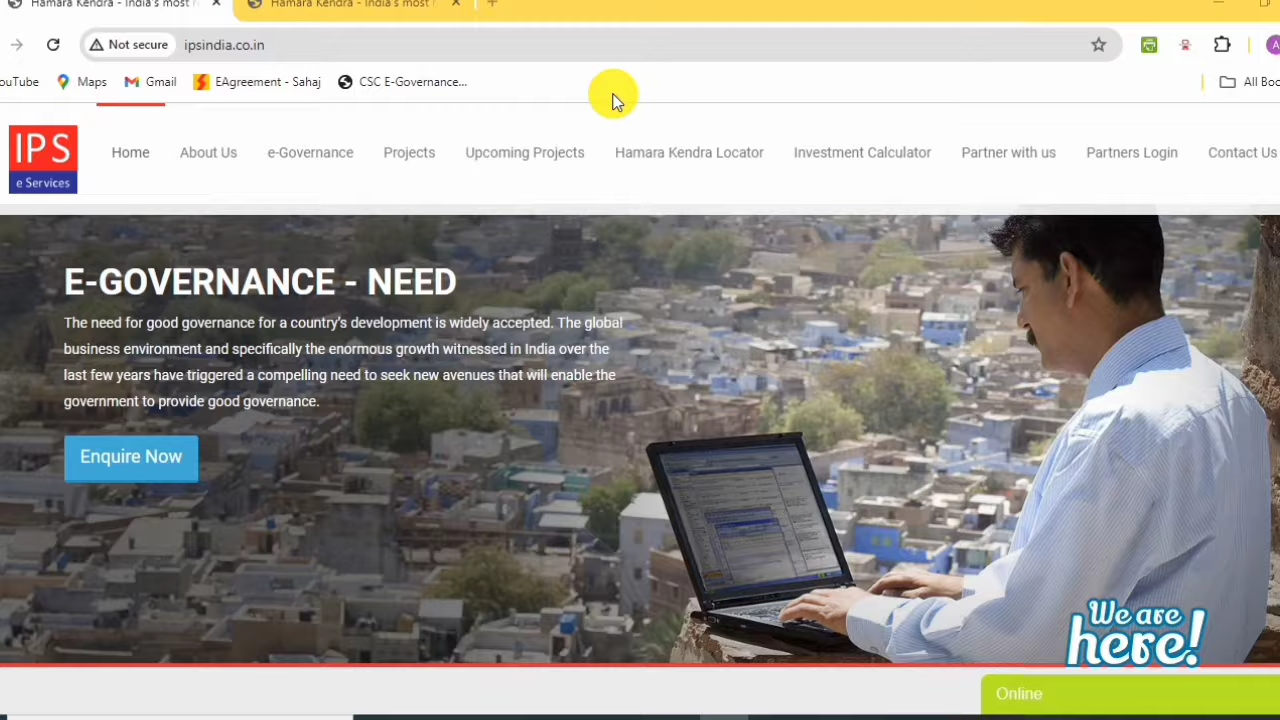 Hamara Kendra - India's most
Hamara Kendra - India's most
Not secure
ipsindia.co.in
ouTube
Maps
Gmail
EAgreement - Sahaj
CSC E-Governance...
All Boo
IPS
e Services
Home
About Us
e-Governance
Projects
Upcoming Projects
Hamara Kendra Locator
Investment Calculator
Partner with us
Partners Login
Contact Us
E-GOVERNANCE - NEED
The need for good governance for a country's development is widely accepted. The global
business environment and specifically the enormous growth witnessed in India over the
last few years have triggered a compelling need to seek new avenues that will enable the
government to provide good governance.
Enquire Now
We are
here!
Online